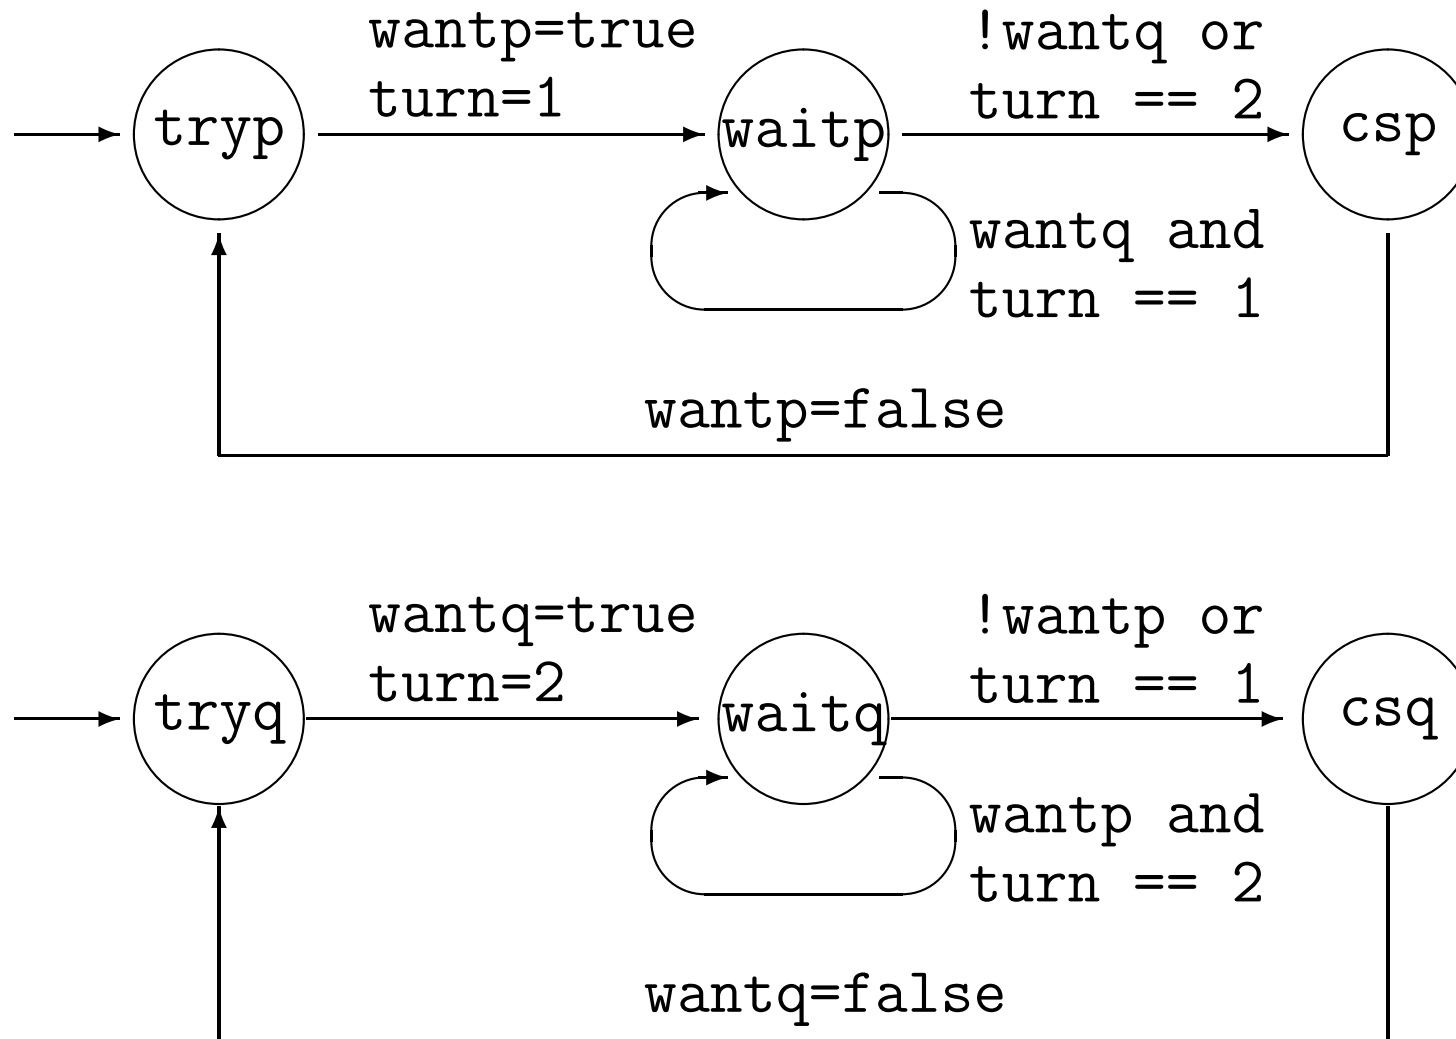 wantp=true
turn=1
!wantq or
turn == 2
tryp
waitp
csp
wantq and
turn == 1
wantp=false
wantq=true
turn=2
!wantp or
turn == 1
tryq
waitq
csq
wantp and
turn == 2
wantq=false